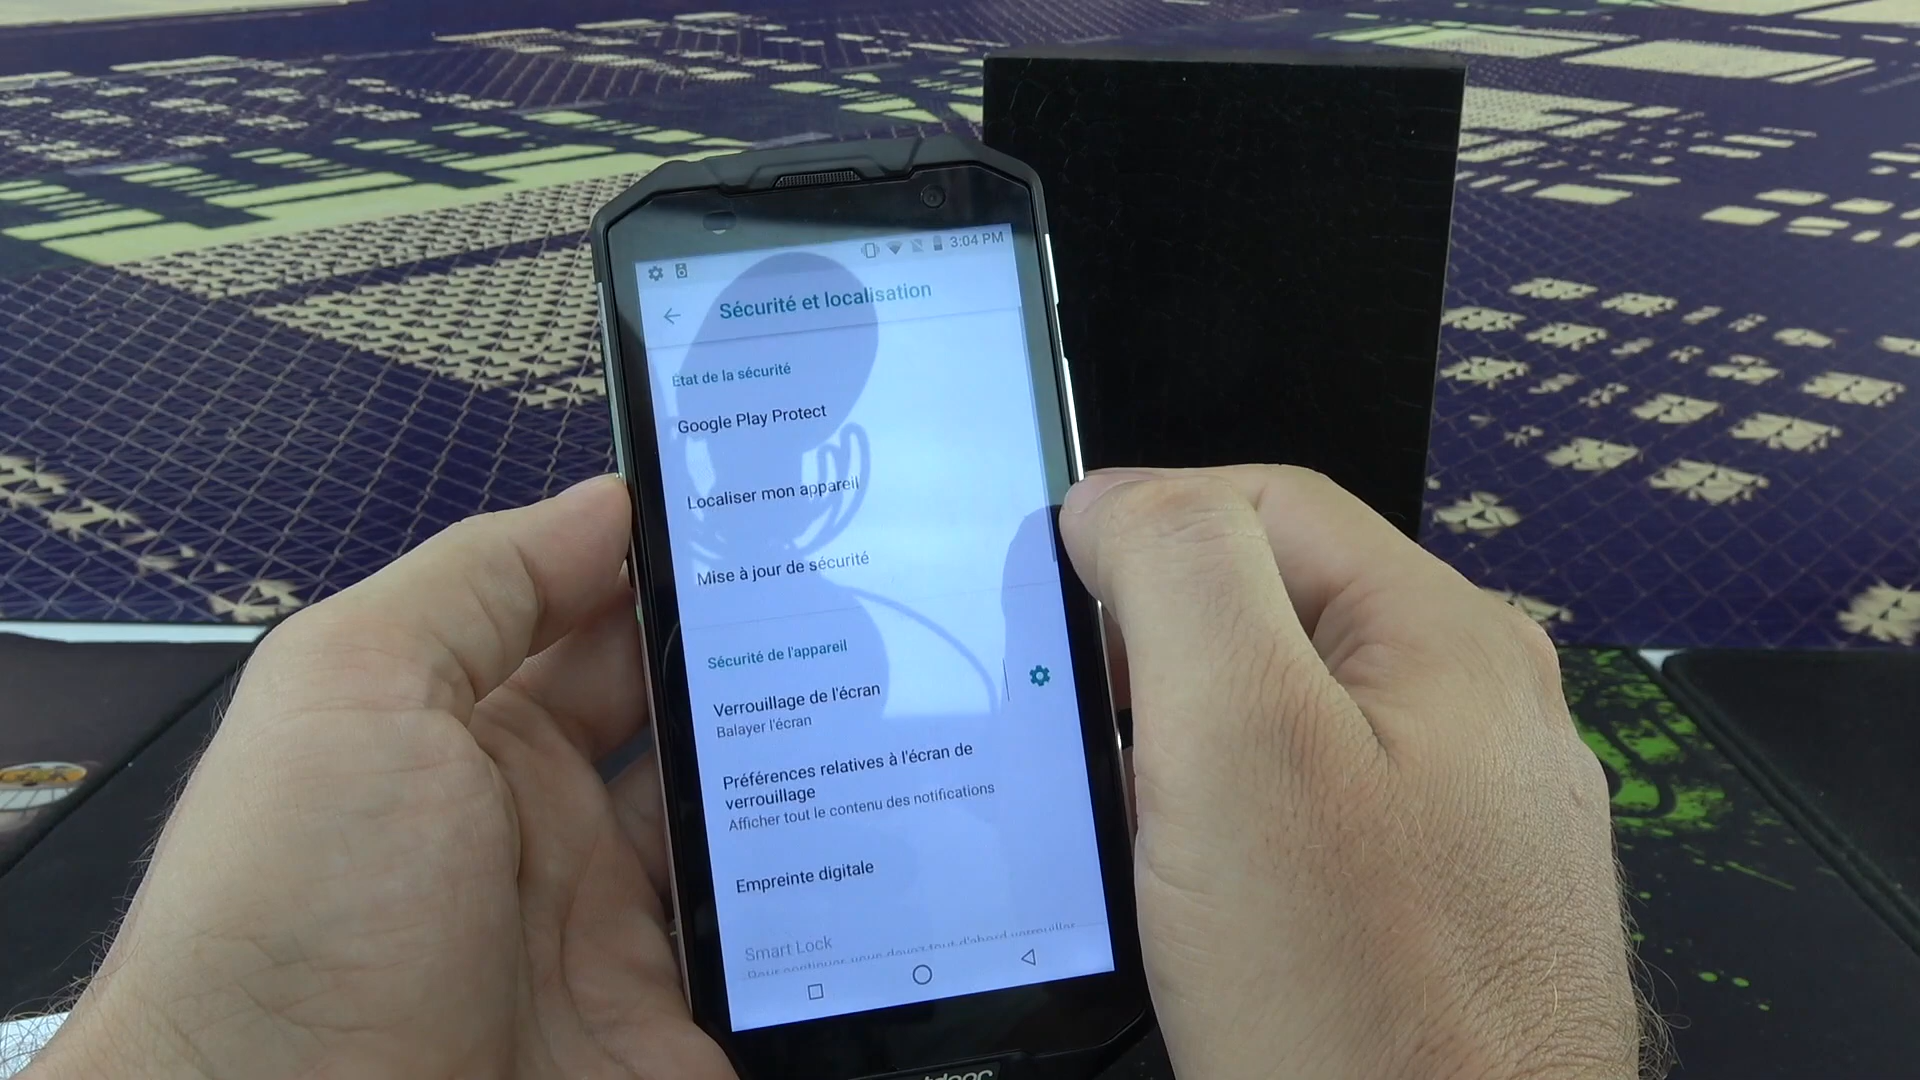 3:04 PM
Sécurité et localisation
État de la sécurité
Google Play Protect
Localiser mon appareil
Mise à jour de sécurité
Sécurité de l'appareil
Verrouillage de l'écran
Balayer l'écran
Préférences relatives à l'écran de
verrouillage
Afficher tout le contenu des notifications
Empreinte digitale
Smart Lock